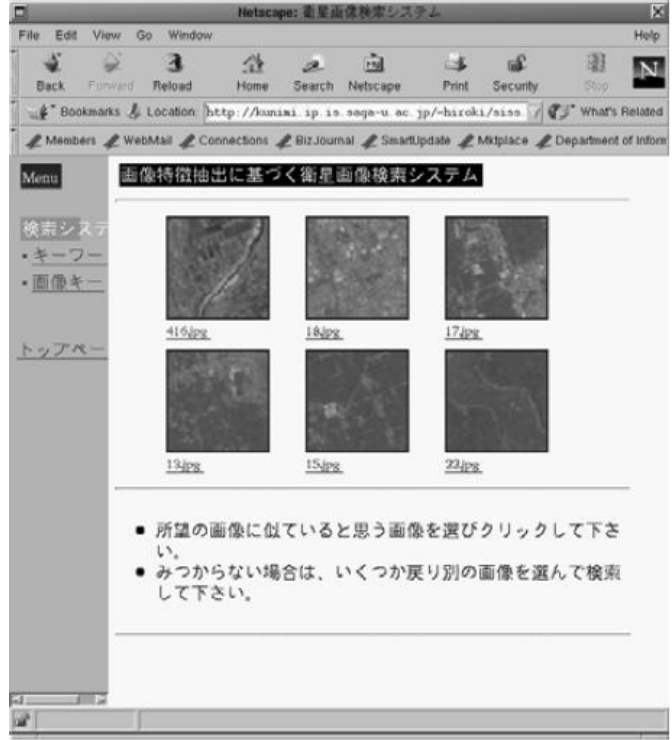 Netscape: 衛星画像検索システム
File Edit View Go Window Help
Back Forward Reload Home Search Netscape Print Security Stop N
Bookmarks Location: http://kunimi.ip.is.saga-u.ac.jp/~hiroki/siss What's Related
Members WebMail Connections BizJournal SmartUpdate Mktplace Department of Inform
Menu
画像特徴抽出に基づく衛星画像検索システム
検索システ
・キーワー
・画像キー
トップペー
416.jpg 18.jpg 17.jpg
13.jpg 15.jpg 22.jpg
所望の画像に似ていると思う画像を選びクリックして下さ
い。
みつからない場合は、いくつか戻り別の画像を選んで検索
して下さい。